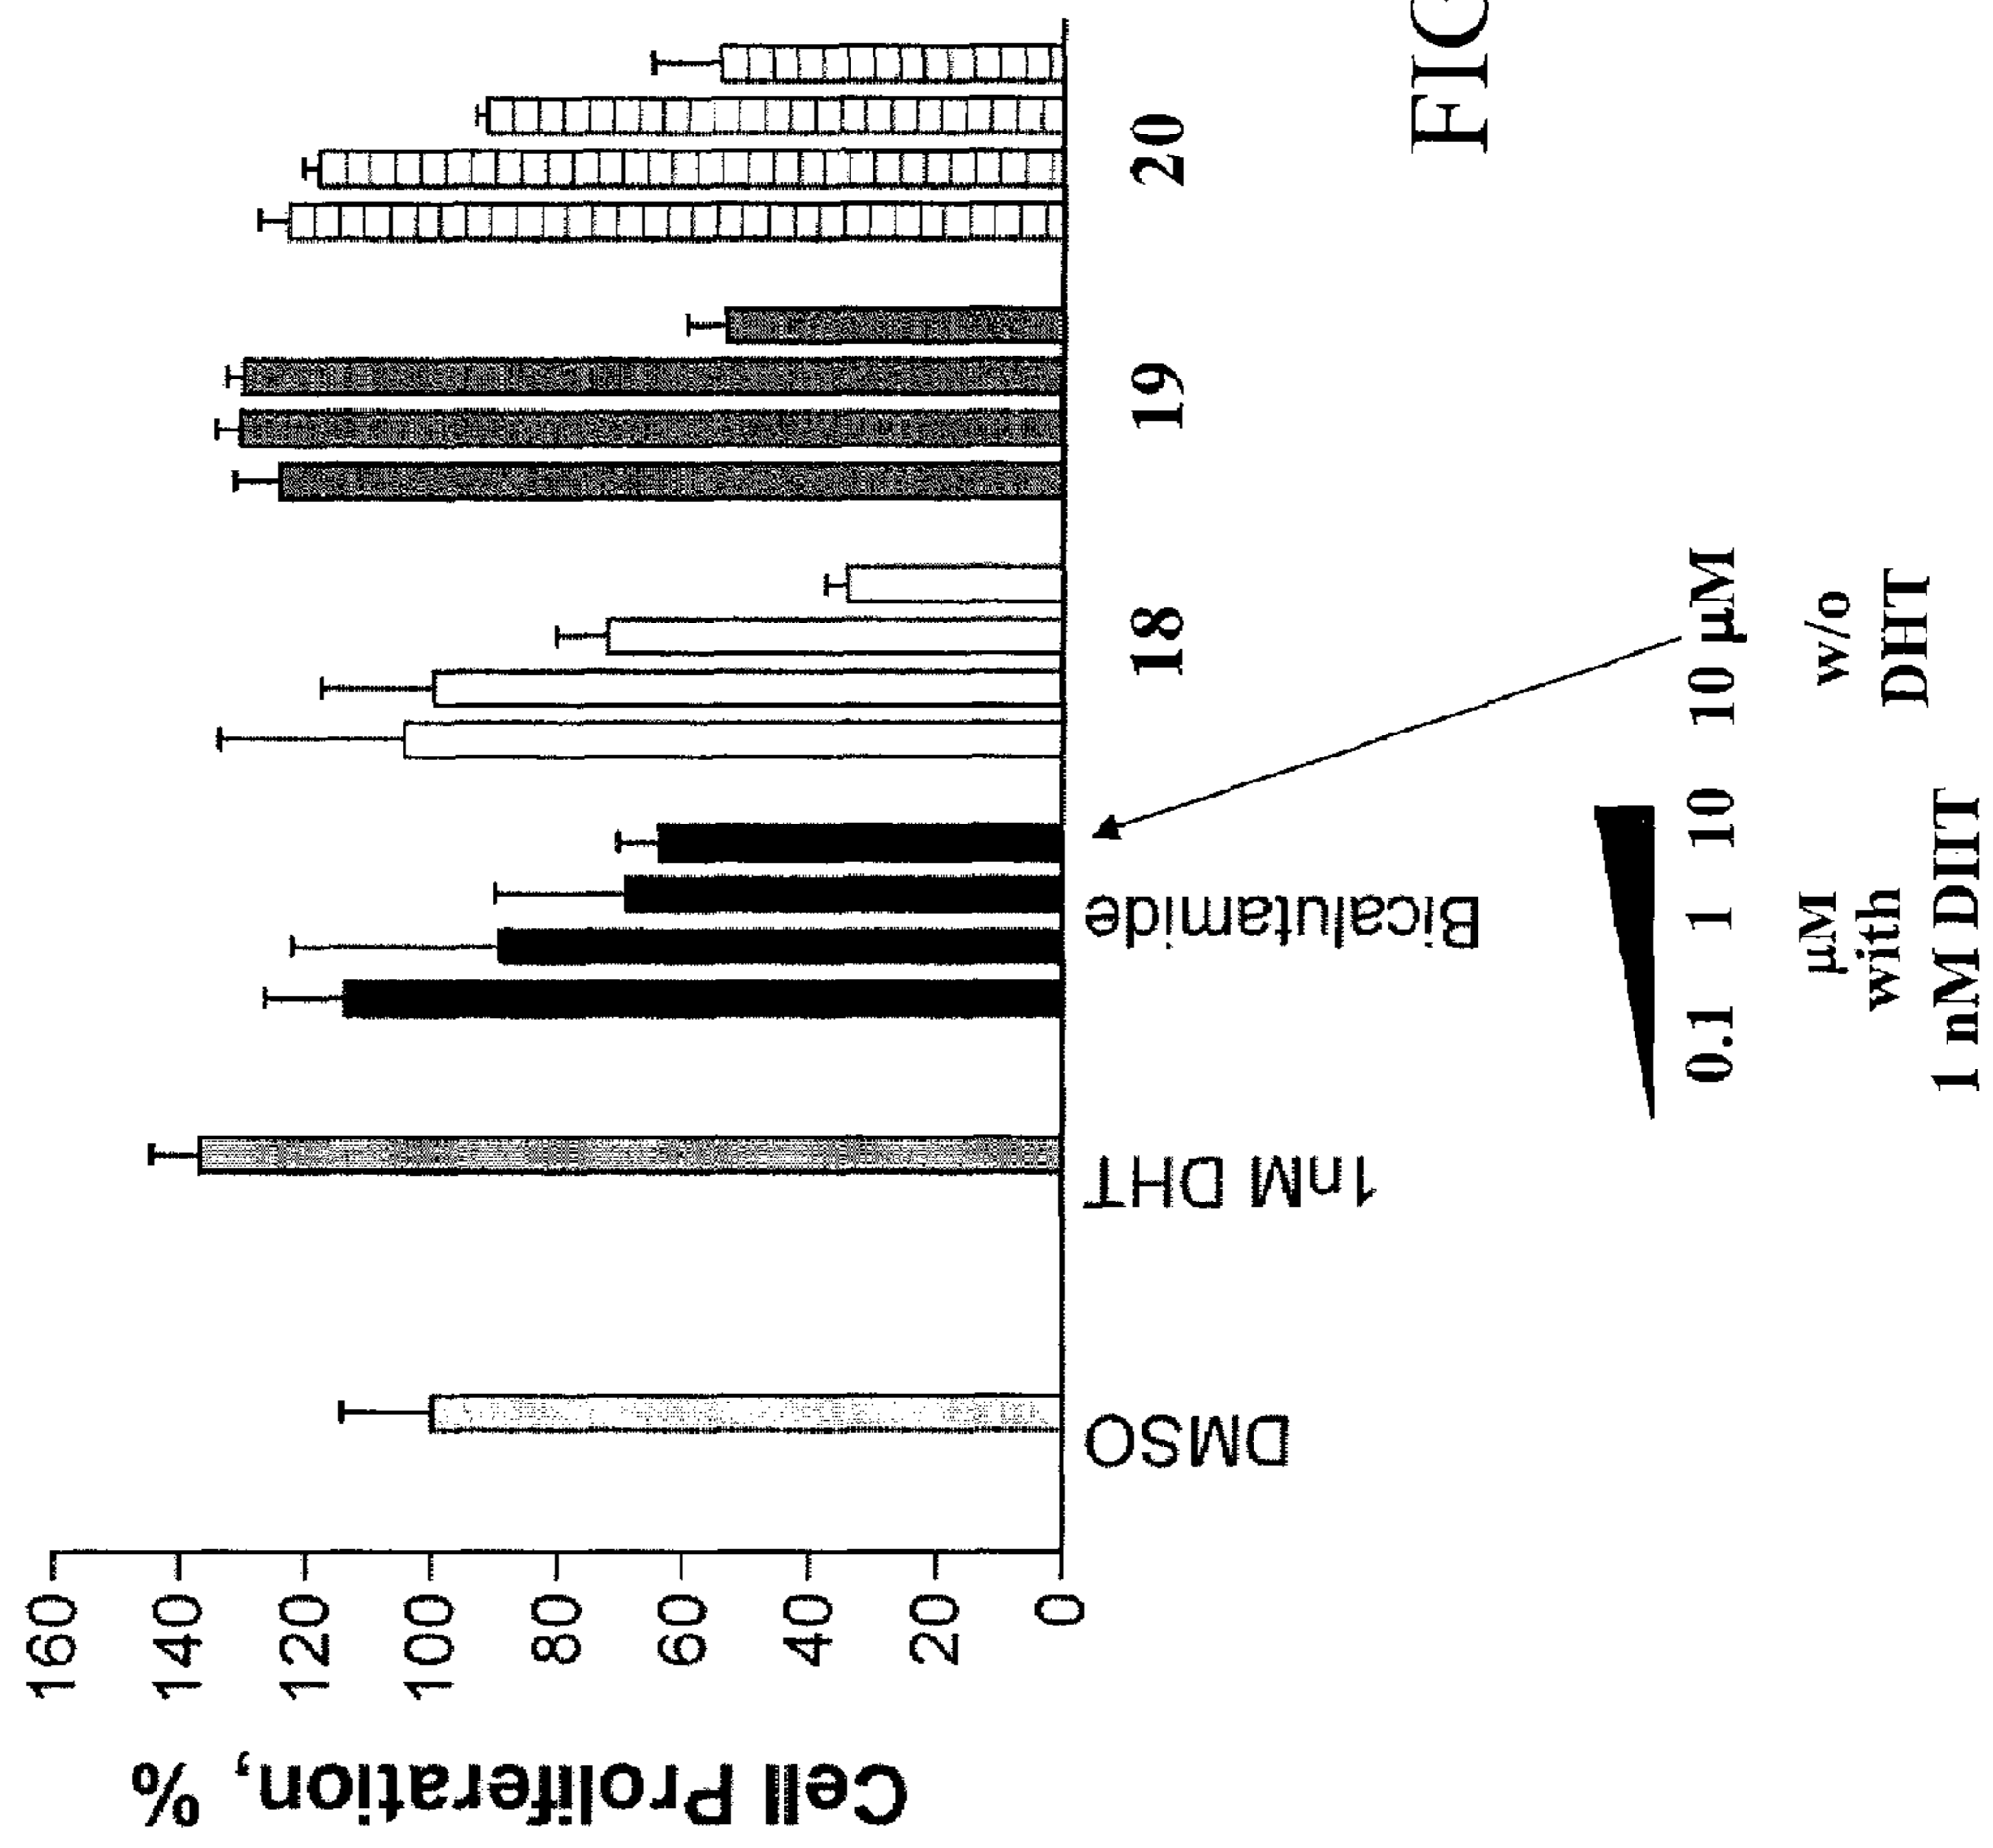 Cell Proliferation, %
160
140
120
100
80
60
40
20
0
DMSO
1nM DHT
Bicalutamide
18
19
20
0.1 1 10 10 µM
µM
with
1 nM DHT
w/o
DHT
FIG